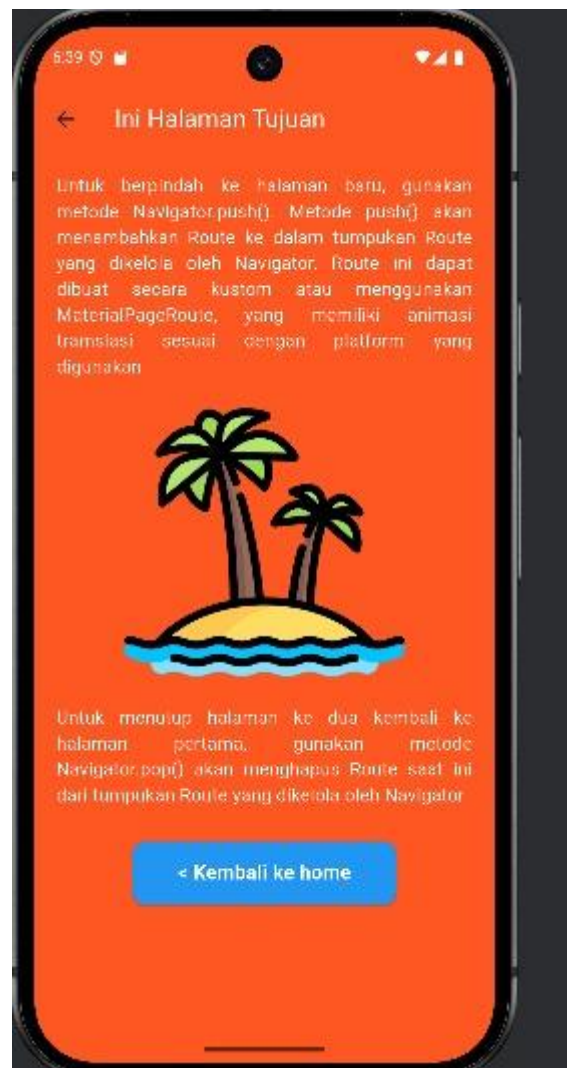 6:39
Ini Halaman Tujuan
Untuk berpindah ke halaman baru, gunakan
metode Navigator.push(). Metode push() akan
menambahkan Route ke dalam tumpukan Route
yang dikelola oleh Navigator. Route ini dapat
dibuat secara kustom atau menggunakan
MaterialPageRoute, yang memiliki animasi
sesuai dengan platform yang
digunakan
Untuk menutup halaman ke dua kembali ke
halaman pertama, gunakan metode
Navigator.pop() akan menghapus Route saat ini
dari tumpukan Route yang dikelola oleh Navigator
< Kembali ke home